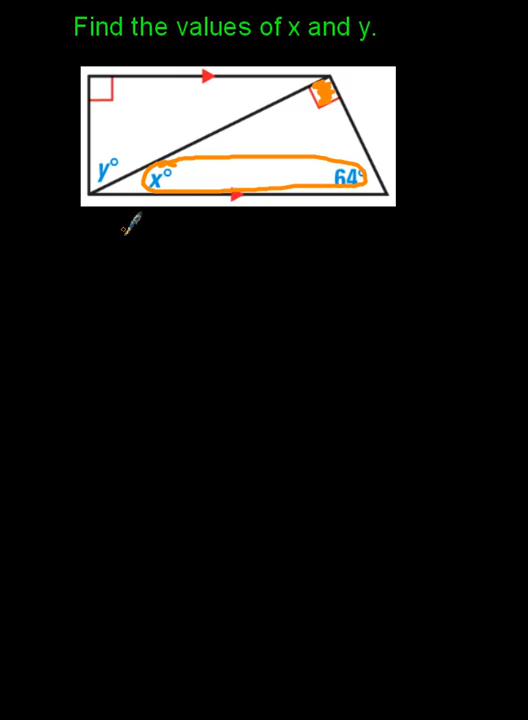 Find the values of x and y.
y°
x°
64°